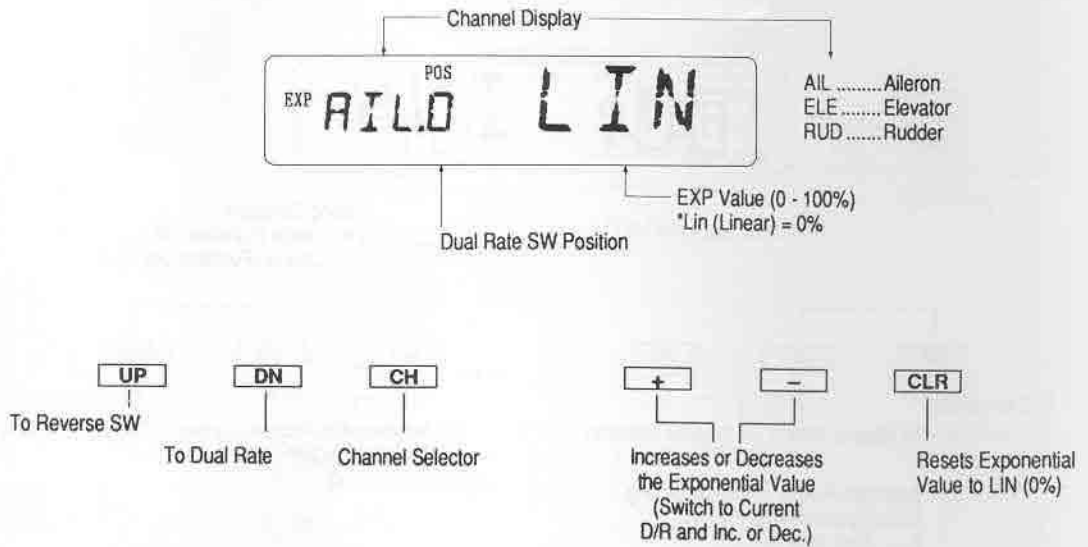 Channel Display
POS
EXP AIL.0 LIN
AIL .........Aileron
ELE ........Elevator
RUD .......Rudder
EXP Value (0 - 100%)
*Lin (Linear) = 0%
Dual Rate SW Position
UP DN CH + – CLR
To Reverse SW
To Dual Rate
Channel Selector
Increases or Decreases
the Exponential Value
(Switch to Current
D/R and Inc. or Dec.)
Resets Exponential
Value to LIN (0%)